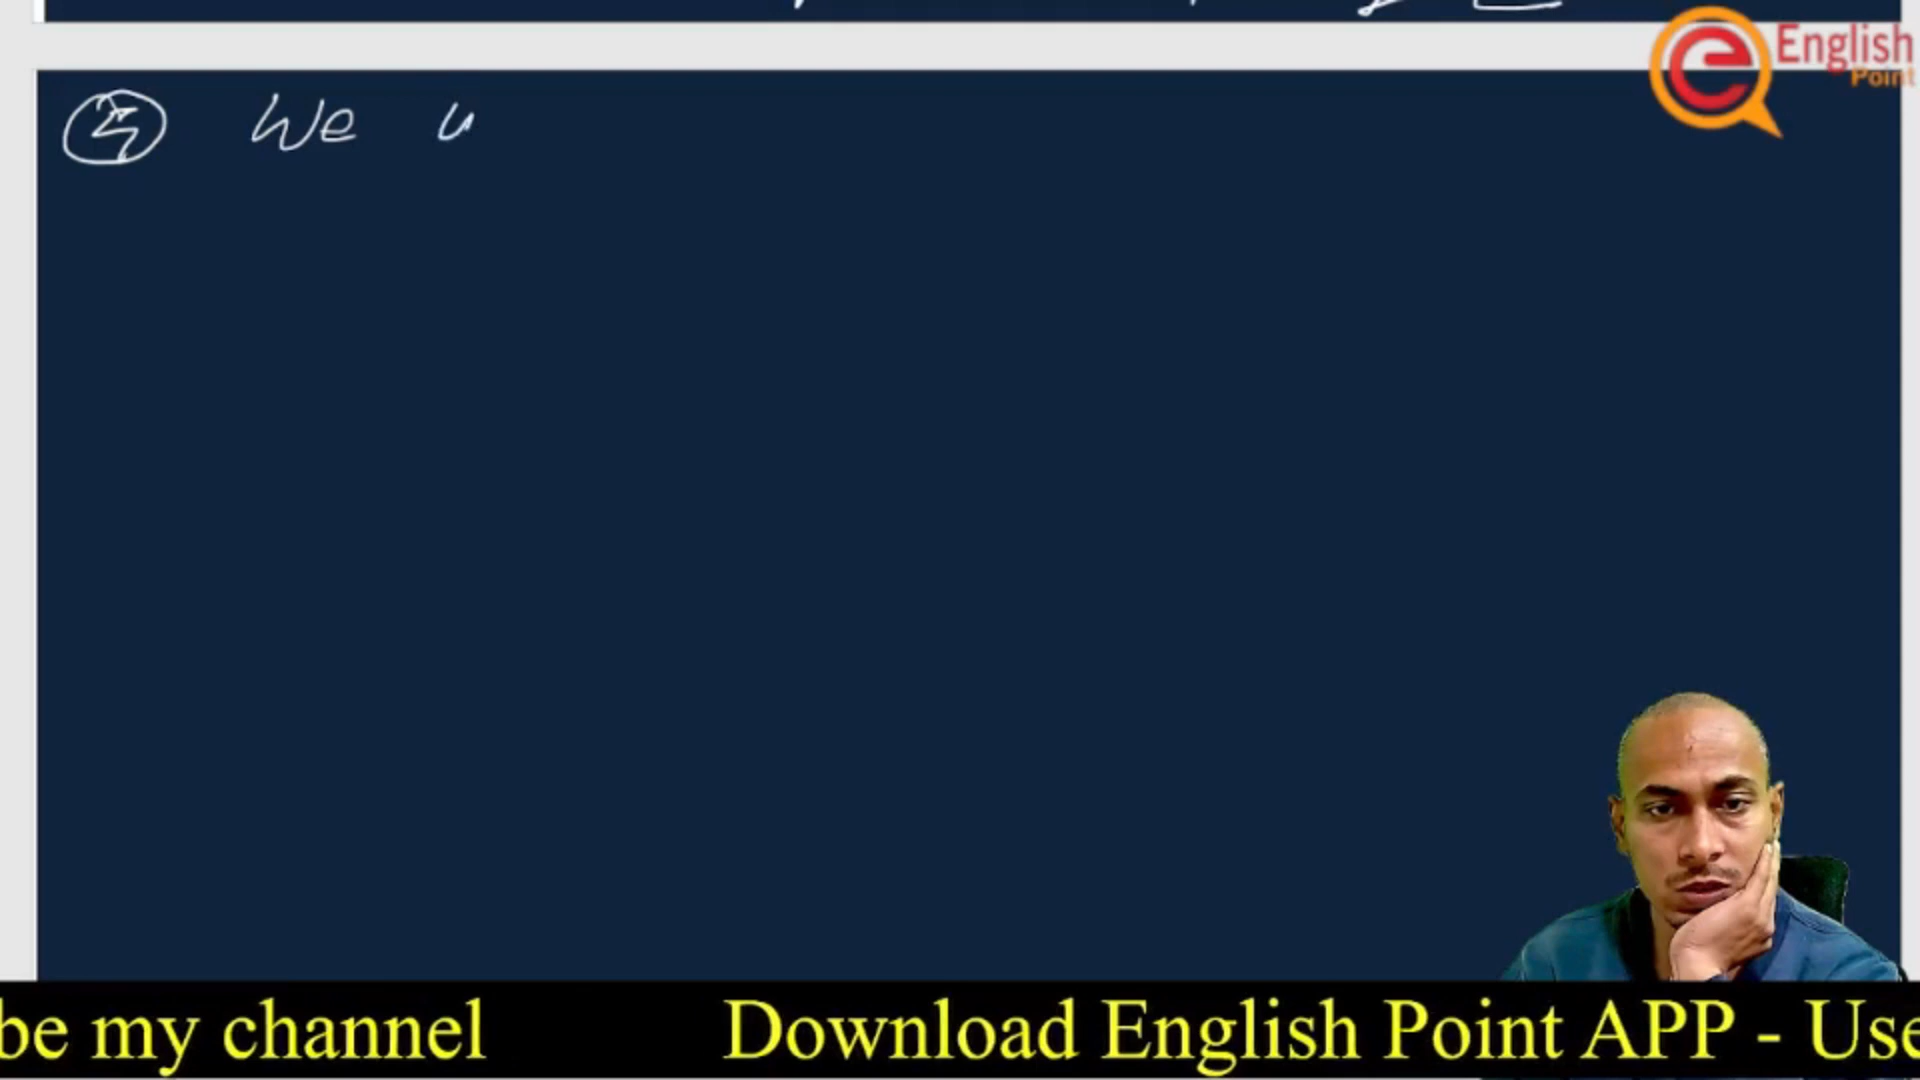 English
Point
We u
be my channel Download English Point APP - Use